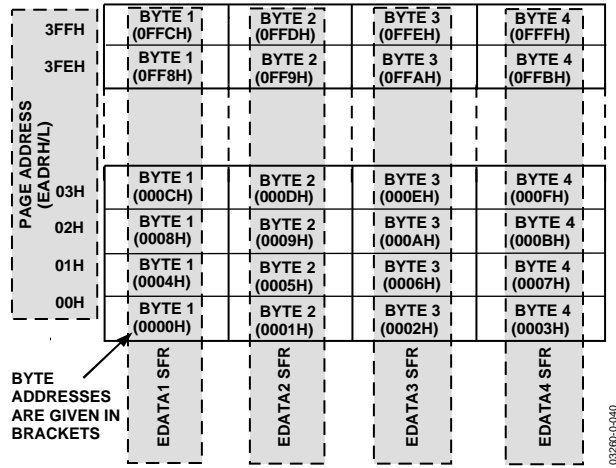 3FFH BYTE 1 BYTE 2 BYTE 3 BYTE 4
(0FFCH) (0FFDH) (0FFEH) (0FFFH)
3FEH BYTE 1 BYTE 2 BYTE 3 BYTE 4
(0FF8H) (0FF9H) (0FFAH) (0FFBH)
PAGE ADDRESS
(EADRH/L)
03H BYTE 1 BYTE 2 BYTE 3 BYTE 4
(000CH) (000DH) (000EH) (000FH)
02H BYTE 1 BYTE 2 BYTE 3 BYTE 4
(0008H) (0009H) (000AH) (000BH)
01H BYTE 1 BYTE 2 BYTE 3 BYTE 4
(0004H) (0005H) (0006H) (0007H)
00H BYTE 1 BYTE 2 BYTE 3 BYTE 4
(0000H) (0001H) (0002H) (0003H)
BYTE
ADDRESSES
ARE GIVEN IN
BRACKETS
EDATA1 SFR
EDATA2 SFR
EDATA3 SFR
EDATA4 SFR
03260-0-040